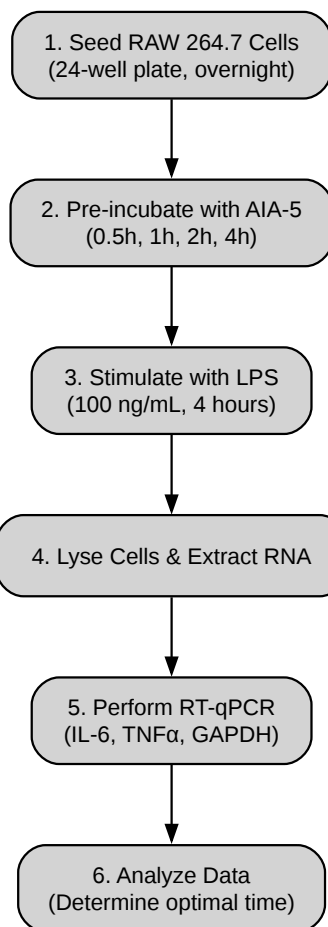 1. Seed RAW 264.7 Cells
(24-well plate, overnight)
2. Pre-incubate with AIA-5
(0.5h, 1h, 2h, 4h)
3. Stimulate with LPS
(100 ng/mL, 4 hours)
4. Lyse Cells & Extract RNA
5. Perform RT-qPCR
(IL-6, TNFα, GAPDH)
6. Analyze Data
(Determine optimal time)